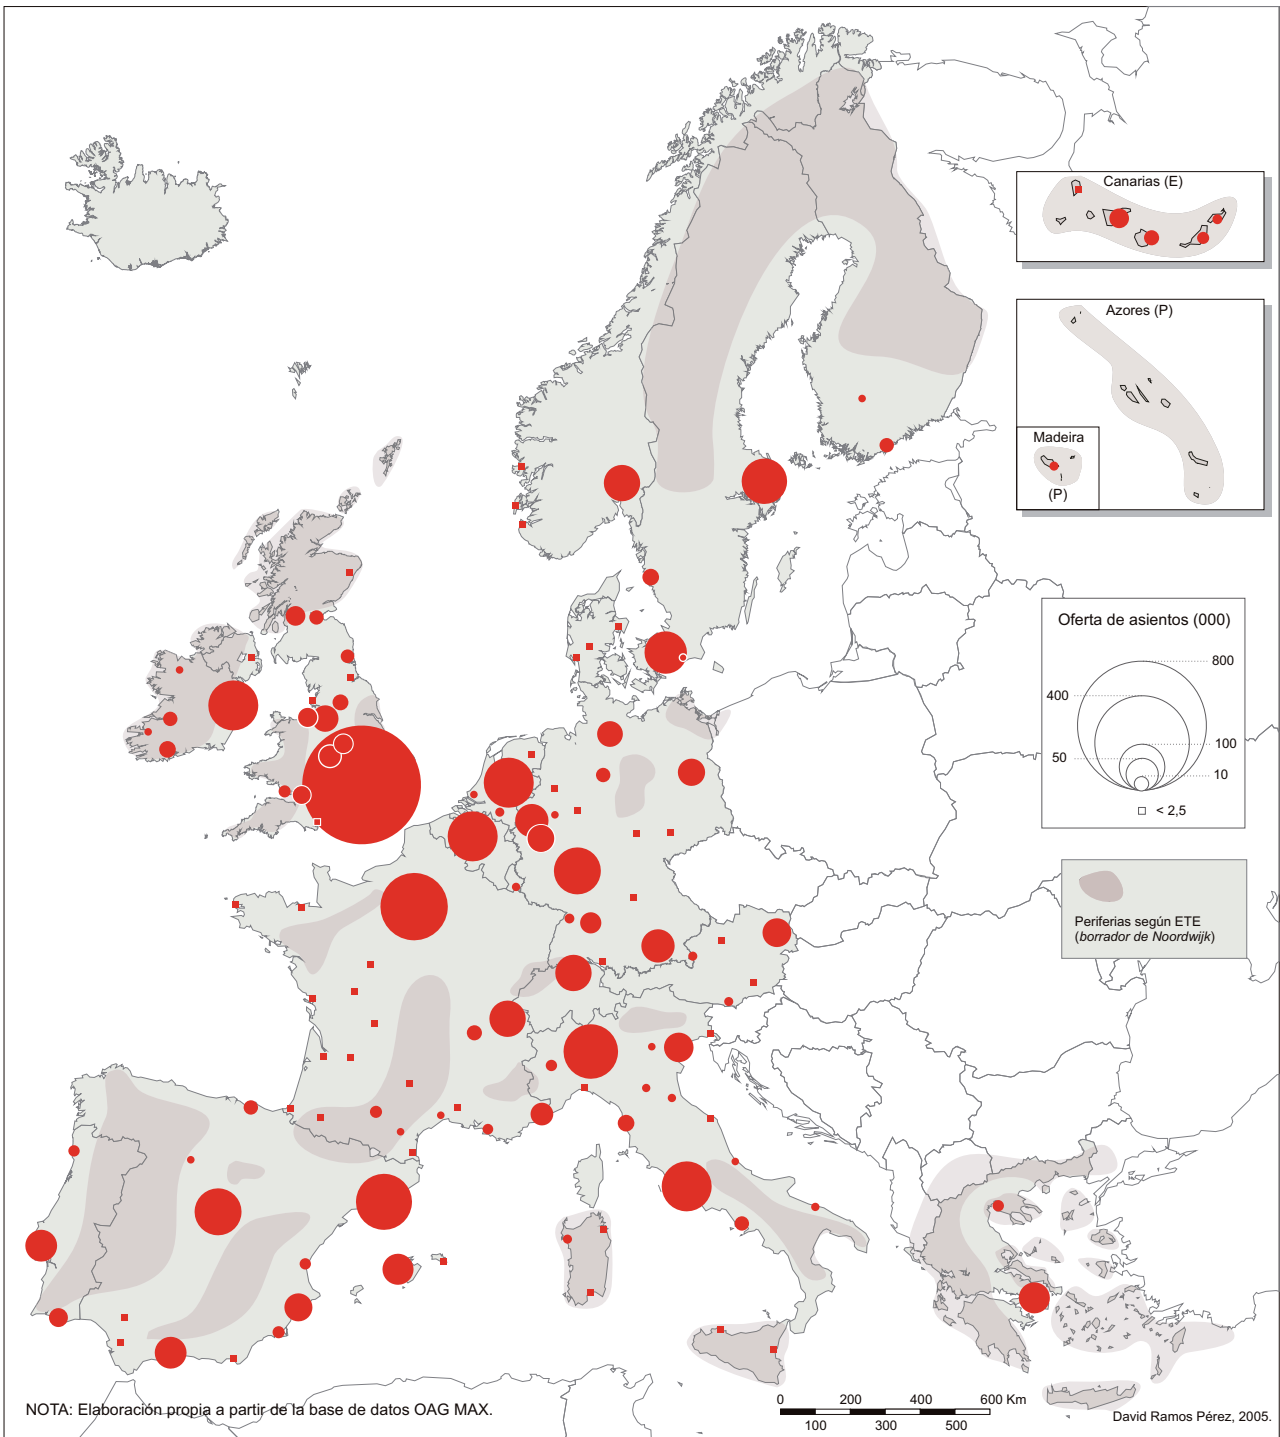 Canarias (E)
Azores (P)
Madeira
(P)
Oferta de asientos (000)
800
400
100
50
10
< 2,5
Periferias según ETE
(borrador de Noordwijk)
NOTA: Elaboración propia a partir de la base de datos OAG MAX.
0 200 400 600 Km
100 300 500
David Ramos Pérez, 2005.